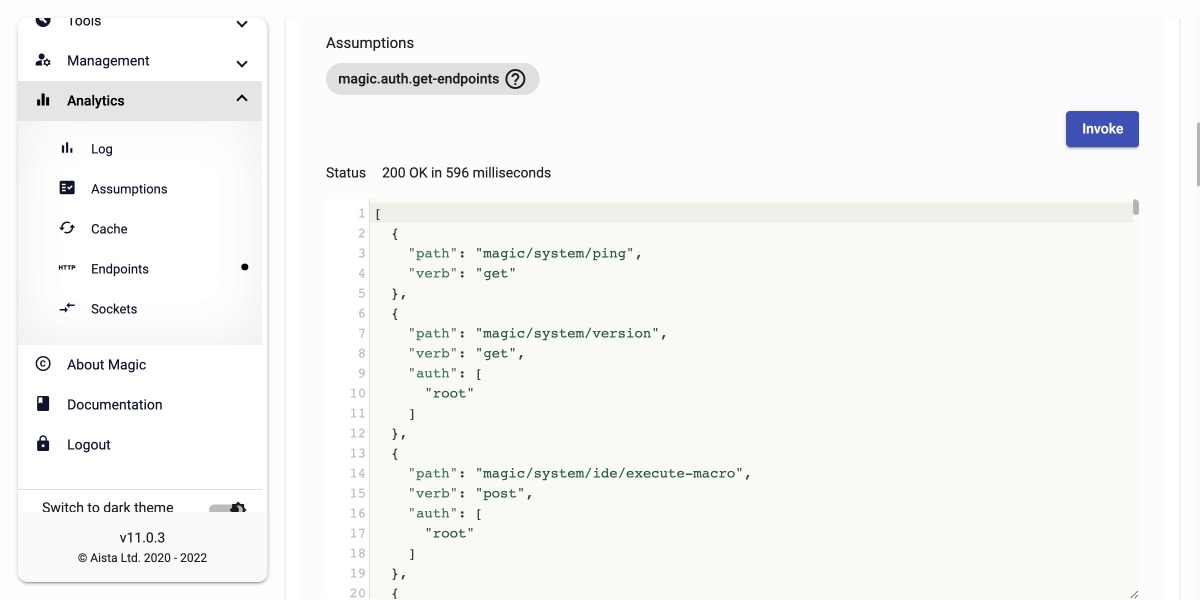 Tools
Management
Analytics
Log
Assumptions
Cache
HTTP Endpoints
Sockets
About Magic
Documentation
Logout
Switch to dark theme
v11.0.3
© Aista Ltd. 2020 - 2022
Assumptions
magic.auth.get-endpoints ?
Invoke
Status 200 OK in 596 milliseconds
1 [
2 {
3 "path": "magic/system/ping",
4 "verb": "get"
5 },
6 {
7 "path": "magic/system/version",
8 "verb": "get",
9 "auth": [
10 "root"
11 ]
12 },
13 {
14 "path": "magic/system/ide/execute-macro",
15 "verb": "post",
16 "auth": [
17 "root"
18 ]
19 },
20 {